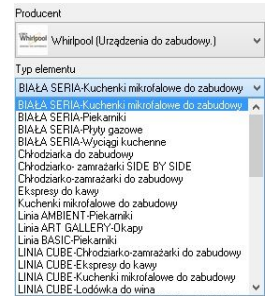 Producent
Whirlpool Whirlpool (Urządzenia do zabudowy.)
Typ elementu
BIAŁA SERIA-Kuchenki mikrofalowe do zabudowy
BIAŁA SERIA-Kuchenki mikrofalowe do zabudowy
BIAŁA SERIA-Piekarniki
BIAŁA SERIA-Płyty gazowe
BIAŁA SERIA-Wyciągi kuchenne
Chłodziarka do zabudowy
Chłodziarko- zamrażarki SIDE BY SIDE
Chłodziarko-zamrażarki do zabudowy
Ekspresy do kawy
Kuchenki mikrofalowe do zabudowy
Linia AMBIENT-Piekarniki
Linia ART GALLERY-Okapy
Linia BASIC-Piekarniki
LINIA CUBE-Chłodziarko-zamrażarki do zabudowy
LINIA CUBE-Ekspresy do kawy
LINIA CUBE-Kuchenki mikrofalowe do zabudowy
LINIA CUBE-Lodówka do wina